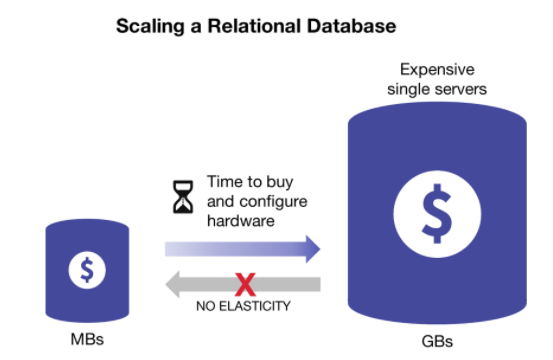 Scaling a Relational Database
Expensive
single servers
Time to buy
and configure
hardware
$
$
X
NO ELASTICITY
MBs
GBs